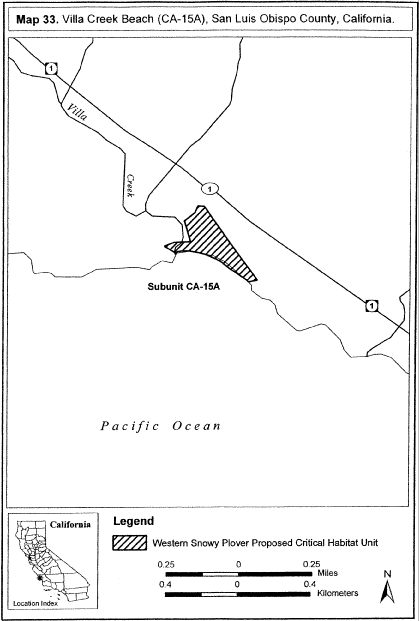 Map 33. Villa Creek Beach (CA-15A), San Luis Obispo County, California.
1
Villa
Creek
1
Subunit CA-15A
1
Pacific Ocean
California
Location Index
Legend
Western Snowy Plover Proposed Critical Habitat Unit
0.25 0 0.25
Miles
0.4 0 0.4
Kilometers
N